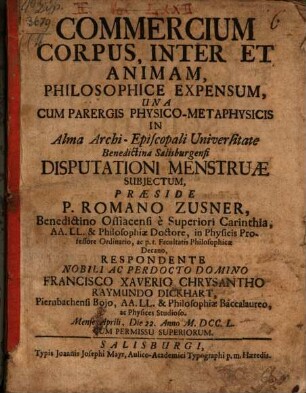 COMMERCIUM
CORPUS, INTER ET
ANIMAM,
PHILOSOPHICE EXPENSUM,
UNA
CUM PARERGIS PHYSICO-METAPHYSICIS
IN
Alma Archi-Episcopali Universitate
Benedictina Salisburgensi
DISPUTATIONI MENSTRUÆ
SUBJECTUM,
PRÆSIDE
P. ROMANO ZUSNER,
Benedictino Ossiacensi è Superiori Carinthia,
AA. LL. & Philosophiæ Doctore, in Physicis Pro-
fessore Ordinario, ac p. t. Facultatis Philosophicæ
Decano,
RESPONDENTE
NOBILI AC PERDOCTO DOMINO
FRANCISCO XAVERIO CHRYSANTHO
RAYMUNDO DICKHART,
Pierobachensi Bojo, AA. LL. & Philosophiæ Baccalaureo,
ac Physices Studioso.
Mense Aprili, Die 22. Anno M. DCC. L.
CUM PERMISSU SUPERIORUM.
SALISBURGI,
Typis Joannis Josephi Mayr, Aulico-Academici Typographi p. m. Hæredis.